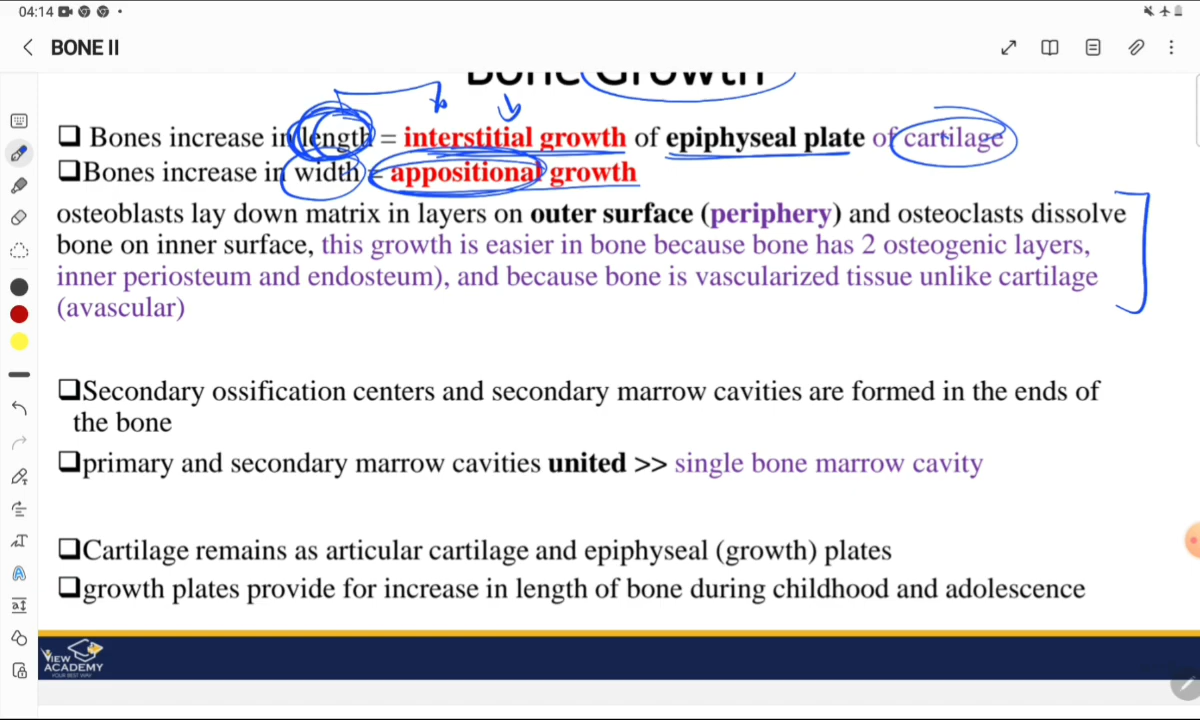 04:14
BONE II
Bone Growth
❑ Bones increase in length = interstitial growth of epiphyseal plate of cartilage
❑Bones increase in width = appositional growth
osteoblasts lay down matrix in layers on outer surface (periphery) and osteoclasts dissolve
bone on inner surface, this growth is easier in bone because bone has 2 osteogenic layers,
inner periosteum and endosteum), and because bone is vascularized tissue unlike cartilage
(avascular)
❑Secondary ossification centers and secondary marrow cavities are formed in the ends of
the bone
❑primary and secondary marrow cavities united >> single bone marrow cavity
❑Cartilage remains as articular cartilage and epiphyseal (growth) plates
❑growth plates provide for increase in length of bone during childhood and adolescence
VIEW
ACADEMY
YOUR BEST WAY